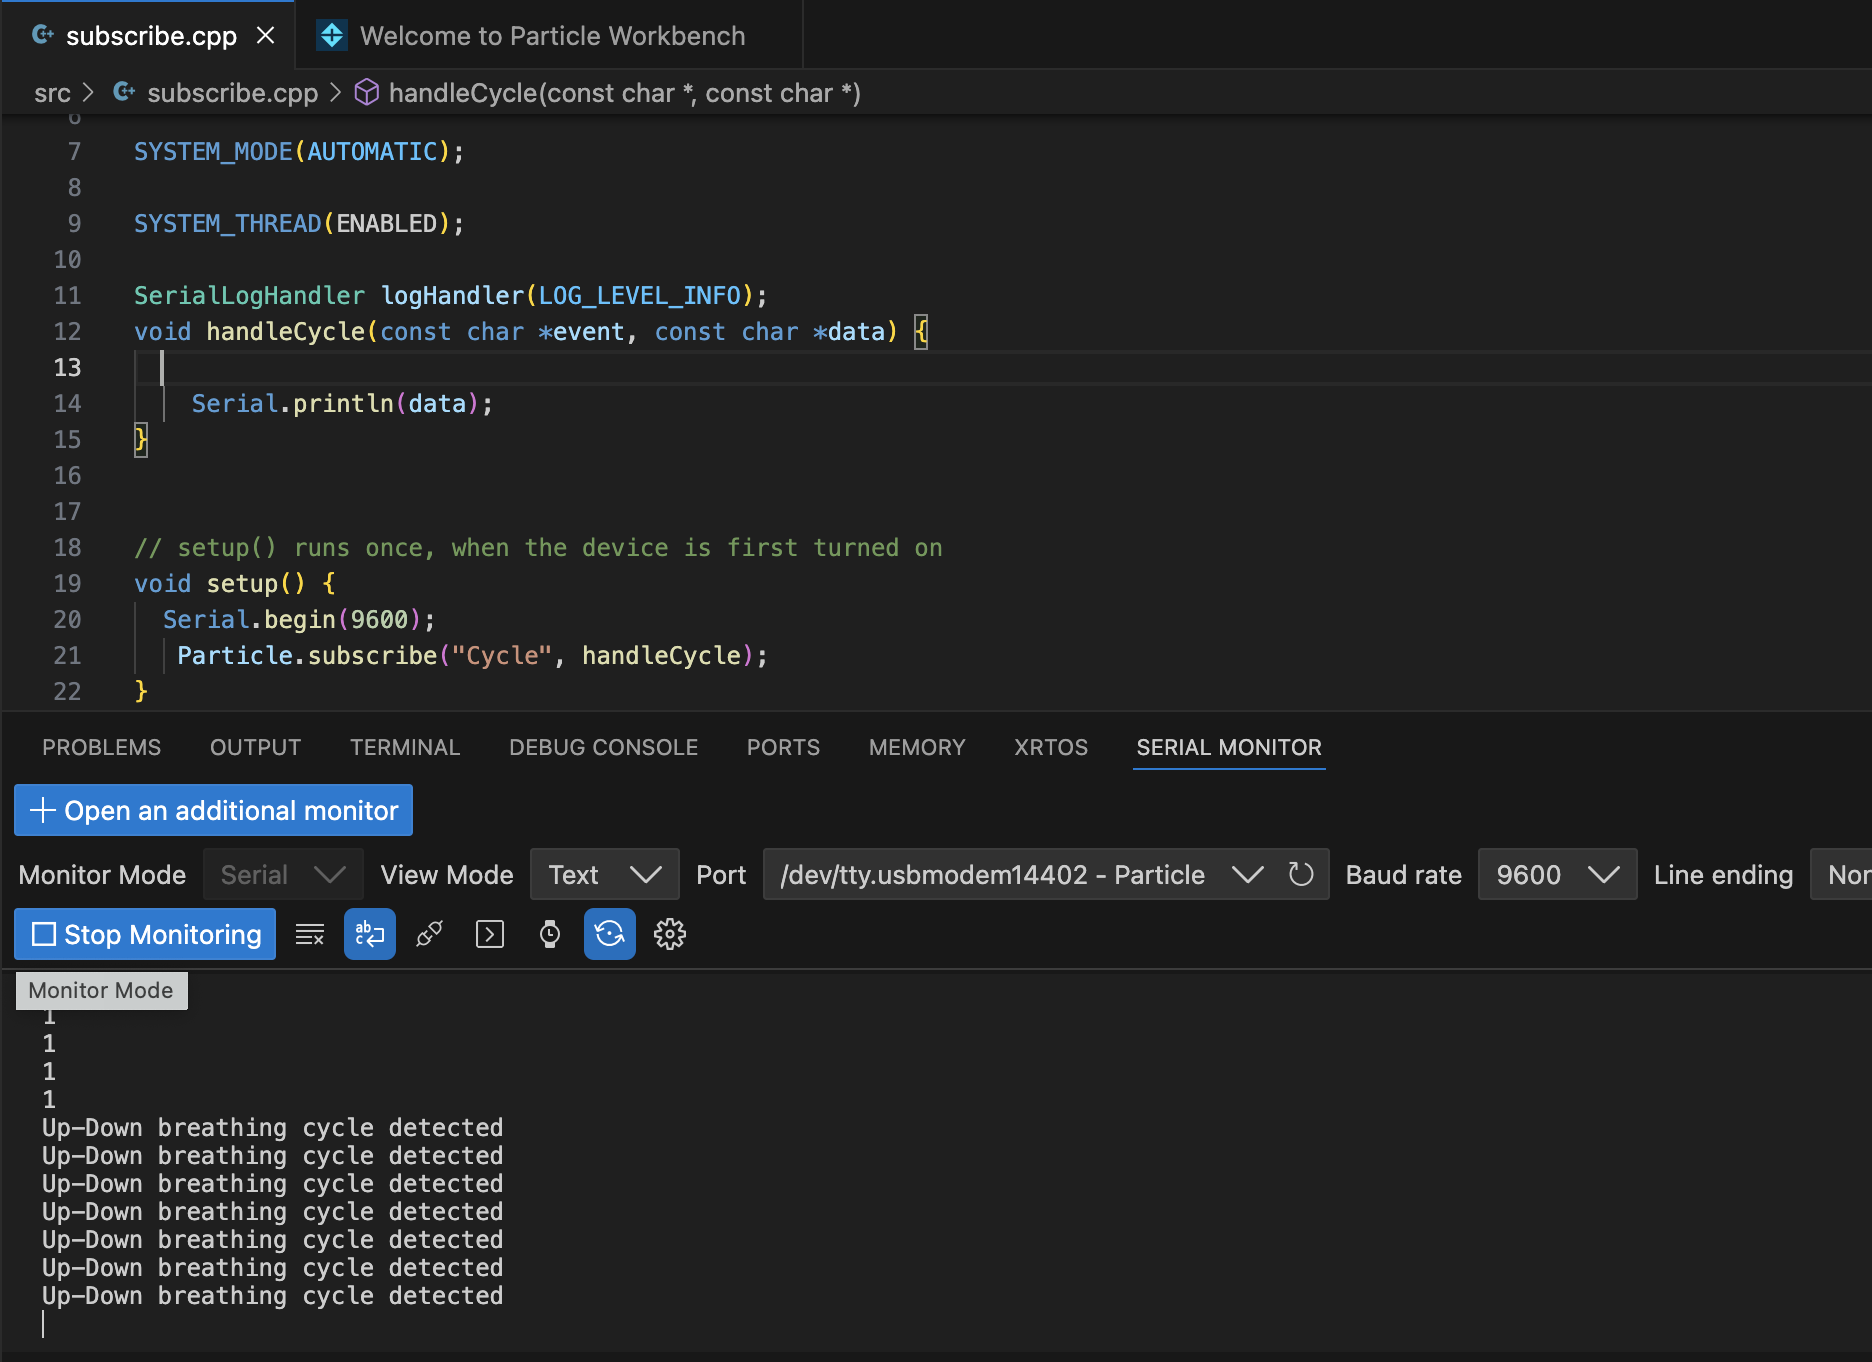 subscribe.cpp
Welcome to Particle Workbench
src > subscribe.cpp > handleCycle(const char *, const char *)
6
7 SYSTEM_MODE(AUTOMATIC);
8
9 SYSTEM_THREAD(ENABLED);
10
11 SerialLogHandler logHandler(LOG_LEVEL_INFO);
12 void handleCycle(const char *event, const char *data) {
13
14 Serial.println(data);
15 }
16
17
18 // setup() runs once, when the device is first turned on
19 void setup() {
20 Serial.begin(9600);
21 Particle.subscribe("Cycle", handleCycle);
22 }
PROBLEMS OUTPUT TERMINAL DEBUG CONSOLE PORTS MEMORY XRTOS SERIAL MONITOR
Open an additional monitor
Monitor Mode Serial View Mode Text Port /dev/tty.usbmodem14402 - Particle Baud rate 9600 Line ending Nor
Stop Monitoring
Monitor Mode
1
1
1
1
Up-Down breathing cycle detected
Up-Down breathing cycle detected
Up-Down breathing cycle detected
Up-Down breathing cycle detected
Up-Down breathing cycle detected
Up-Down breathing cycle detected
Up-Down breathing cycle detected